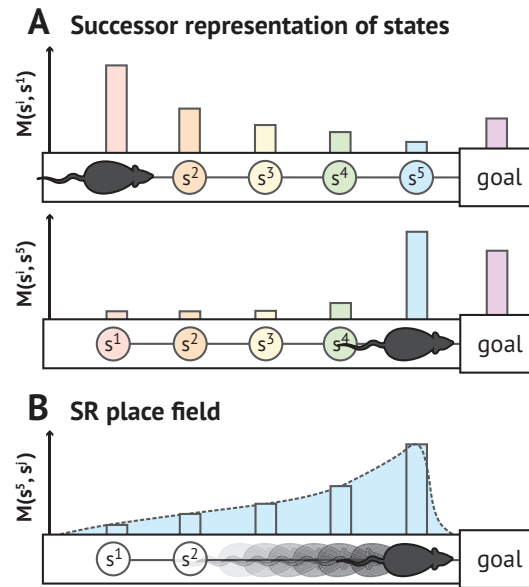 A Successor representation of states
M(sⁱ, s¹)
s² s³ s⁴ s⁵ goal
M(sⁱ, s⁵)
s¹ s² s³ s⁴ goal
B SR place field
M(s⁵, sʲ)
s¹ s² goal